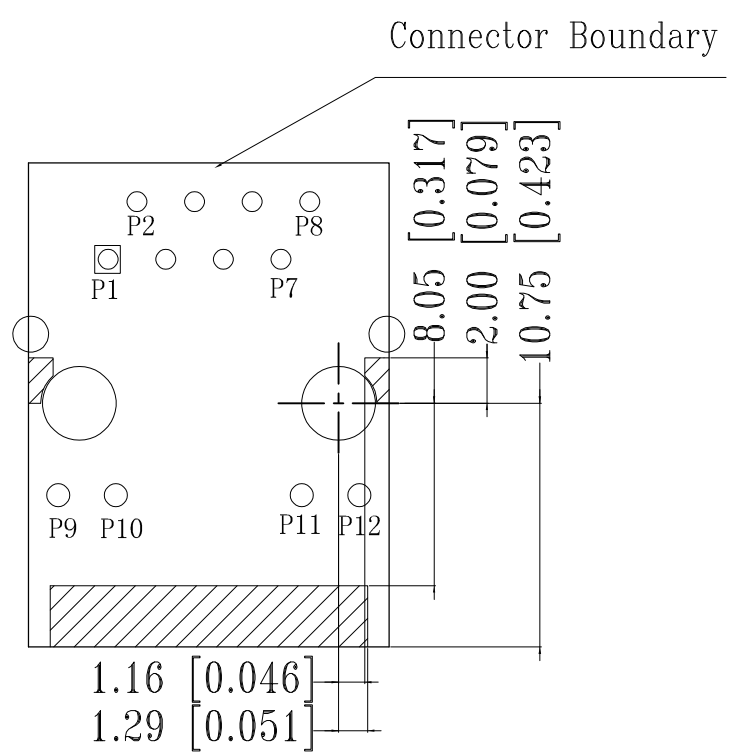 Connector Boundary
8.05 [0.317]
2.00 [0.079]
10.75 [0.423]
P2
P8
P1
P7
P9
P10
P11
P12
1.16 [0.046]
1.29 [0.051]